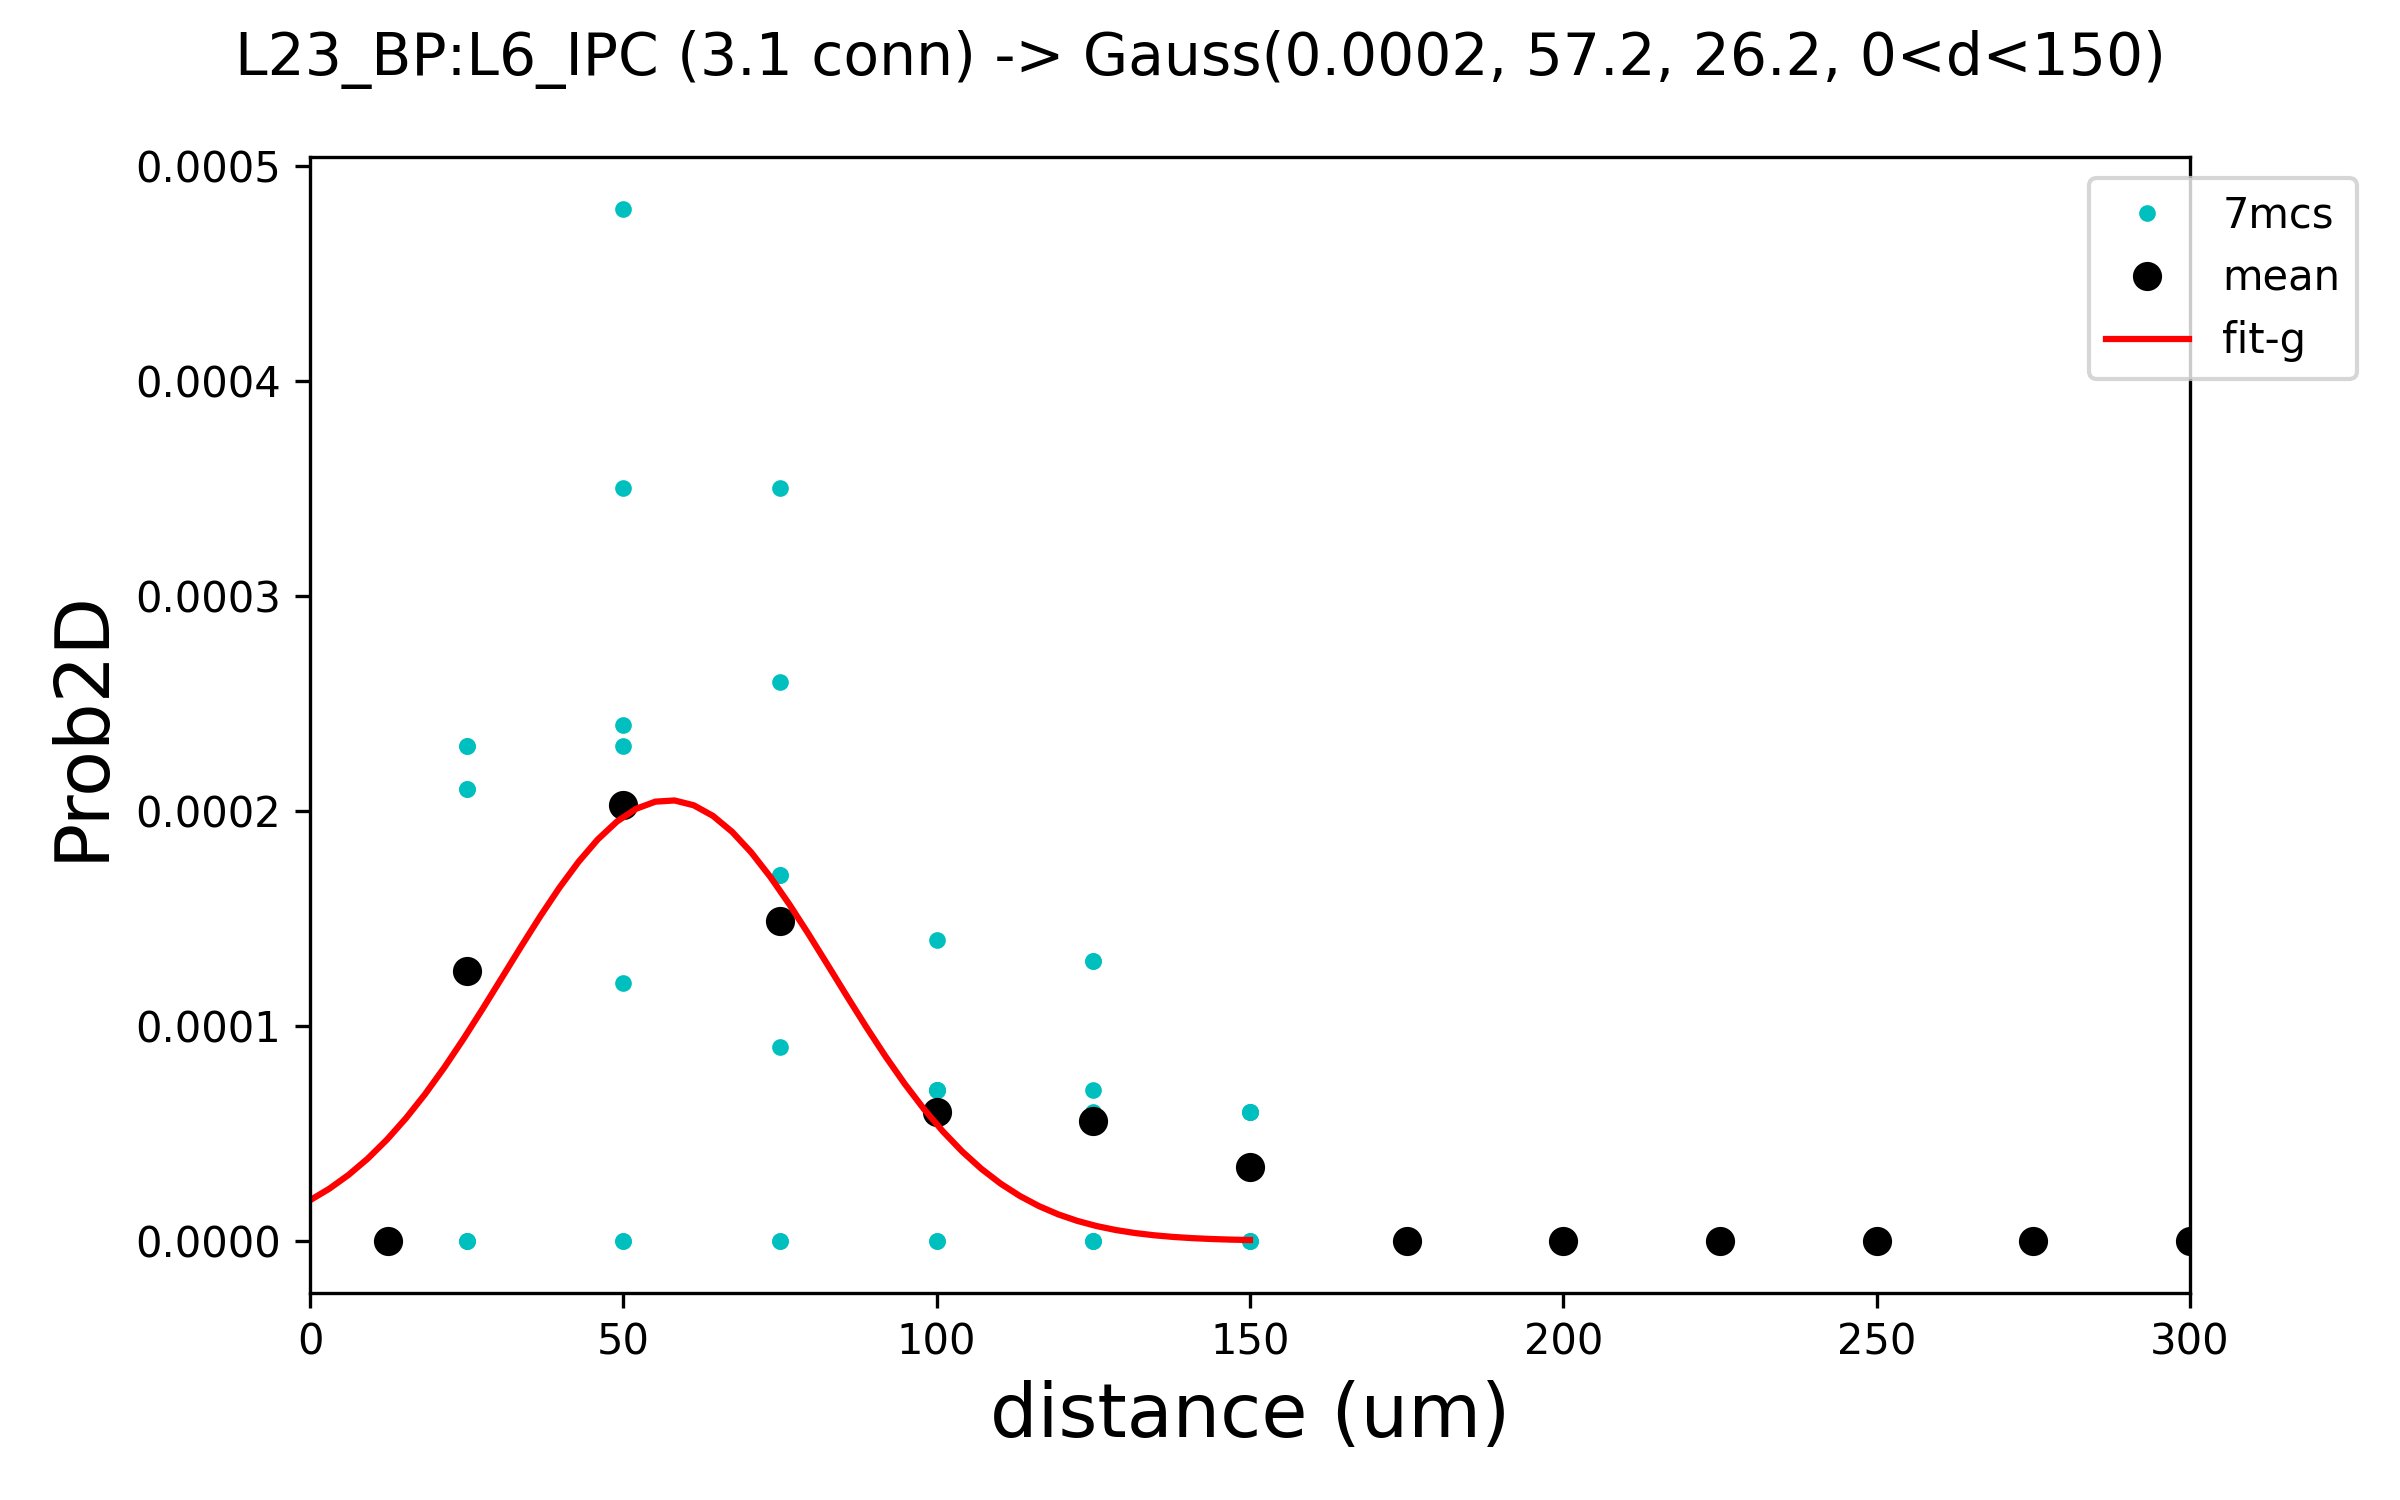 L23_BP:L6_IPC (3.1 conn) -> Gauss(0.0002, 57.2, 26.2, 0<d<150)
0.0005
0.0004
0.0003
0.0002
0.0001
0.0000
Prob2D
7mcs
mean
fit-g
0 50 100 150 200 250 300
distance (um)